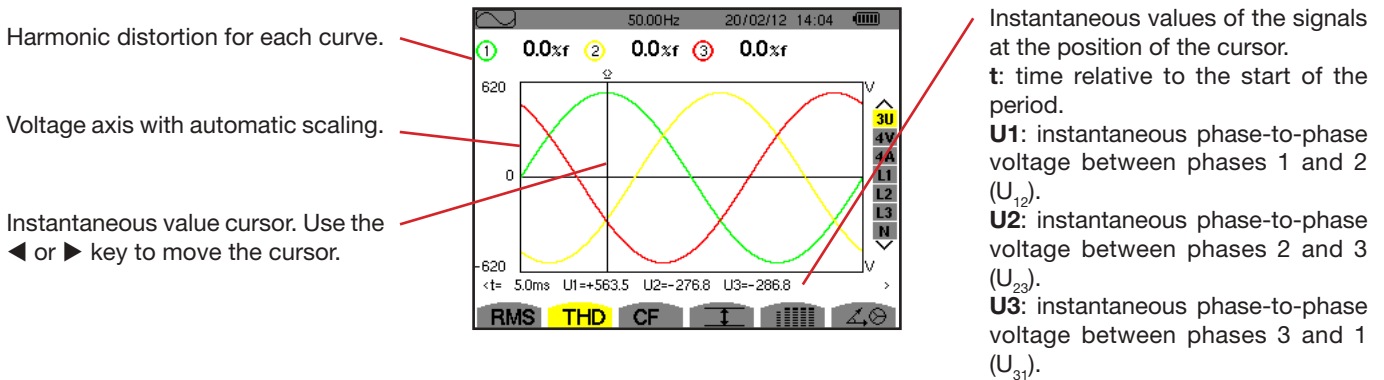 Harmonic distortion for each curve.
Voltage axis with automatic scaling.
Instantaneous value cursor. Use the
◄ or ► key to move the cursor.
50.00Hz 20/02/12 14:04
1 0.0%f 2 0.0%f 3 0.0%f
620 V
0
-620 V
3U
4V
4A
L1
L2
L3
N
<t= 5.0ms U1=+563.5 U2=-276.8 U3=-286.8 >
RMS THD CF
Instantaneous values of the signals
at the position of the cursor.
t: time relative to the start of the
period.
U1: instantaneous phase-to-phase
voltage between phases 1 and 2
(U₁₂).
U2: instantaneous phase-to-phase
voltage between phases 2 and 3
(U₂₃).
U3: instantaneous phase-to-phase
voltage between phases 3 and 1
(U₃₁).